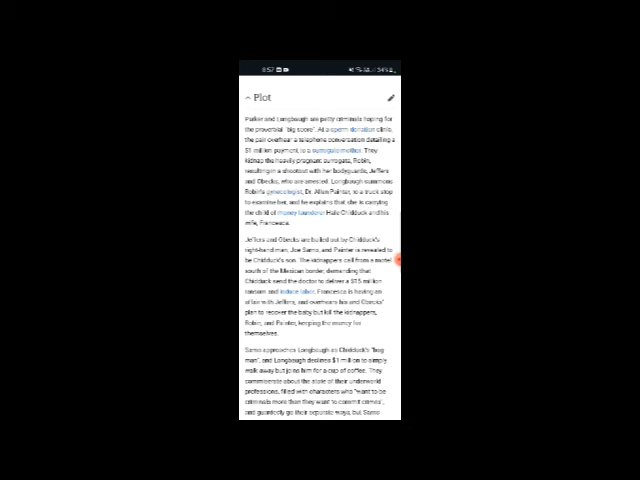 8:57
Plot
Parker and Longbaugh are petty criminals hoping for
the proverbial "big score". At a sperm donation clinic,
the pair overhear a telephone conversation detailing a
$1 million payment to a surrogate mother. They
kidnap the heavily pregnant surrogate, Robin,
resulting in a shootout with her bodyguards, Jeffers
and Obecks, who are arrested. Longbaugh summons
Robin's gynecologist, Dr. Allen Painter, to a truck stop
to examine her, and he explains that she is carrying
the child of money launderer Hale Chidduck and his
wife, Francesca.
Jeffers and Obecks are bailed out by Chidduck's
right-hand man, Joe Sarno, and Painter is revealed to
be Chidduck's son. The kidnappers call from a motel
south of the Mexican border, demanding that
Chidduck send the doctor to deliver a $15 million
ransom and induce labor. Francesca is having an
affair with Jeffers, and overhears his and Obecks'
plan to recover the baby but kill the kidnappers,
Robin, and Painter, keeping the money for
themselves.
Sarno approaches Longbaugh as Chidduck's "bag
man", and Longbaugh declines $1 million to simply
walk away but joins him for a cup of coffee. They
commiserate about the state of their underworld
professions, filled with characters who "want to be
criminals more than they want to commit crimes",
and guardedly go their separate ways, but Sarno